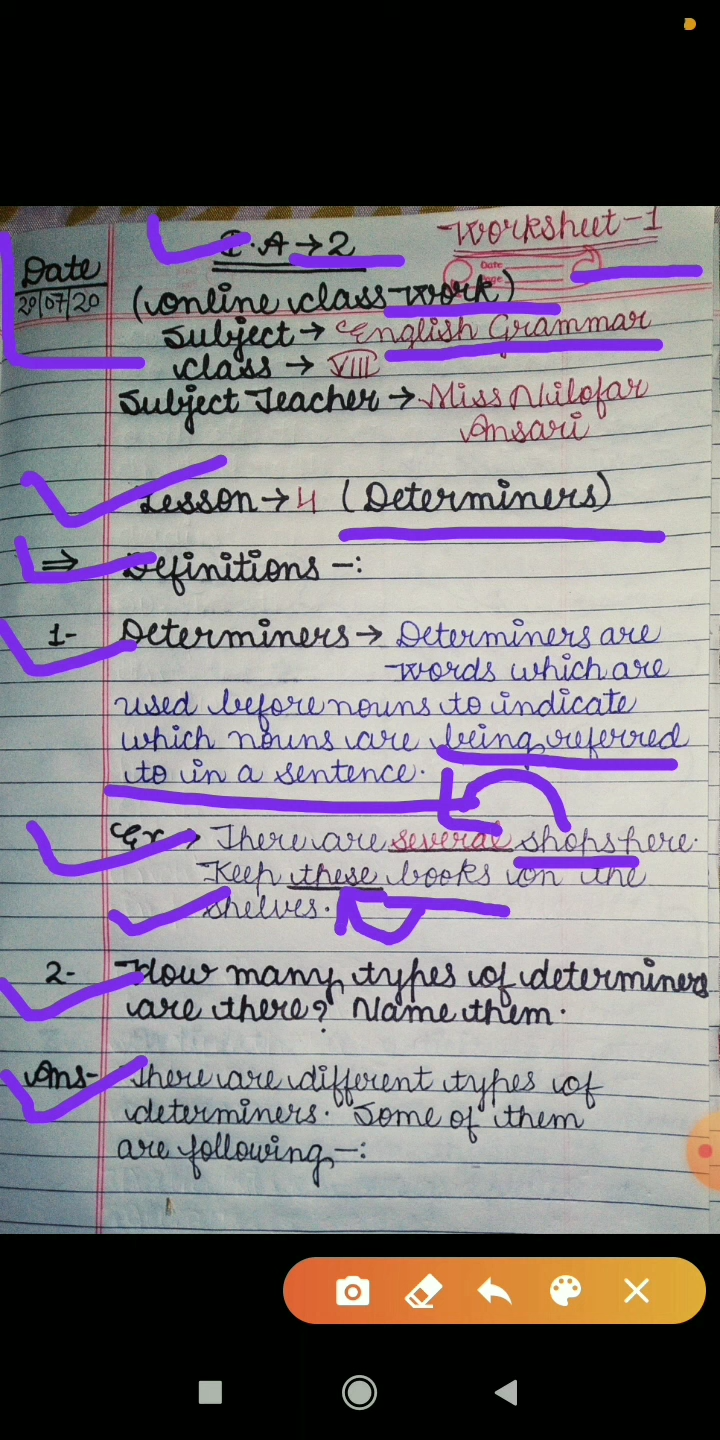 I.A→2
Worksheet-1
Date
Page
Date
29/07/20
(online class work)
Subject → English Grammar
Class → VIII
Subject Teacher → Miss Nilofar
Ansari
Lesson → 4 (Determiners)
⇒ Definitions -:
1- Determiners → Determiners are
words which are
used before nouns to indicate
which nouns are being referred
to in a sentence.
Ex → There are several shops here.
Keep these books on the
shelves.
2- How many types of determiners
are there? Name them.
Ans- There are different types of
determiners. Some of them
are following -: